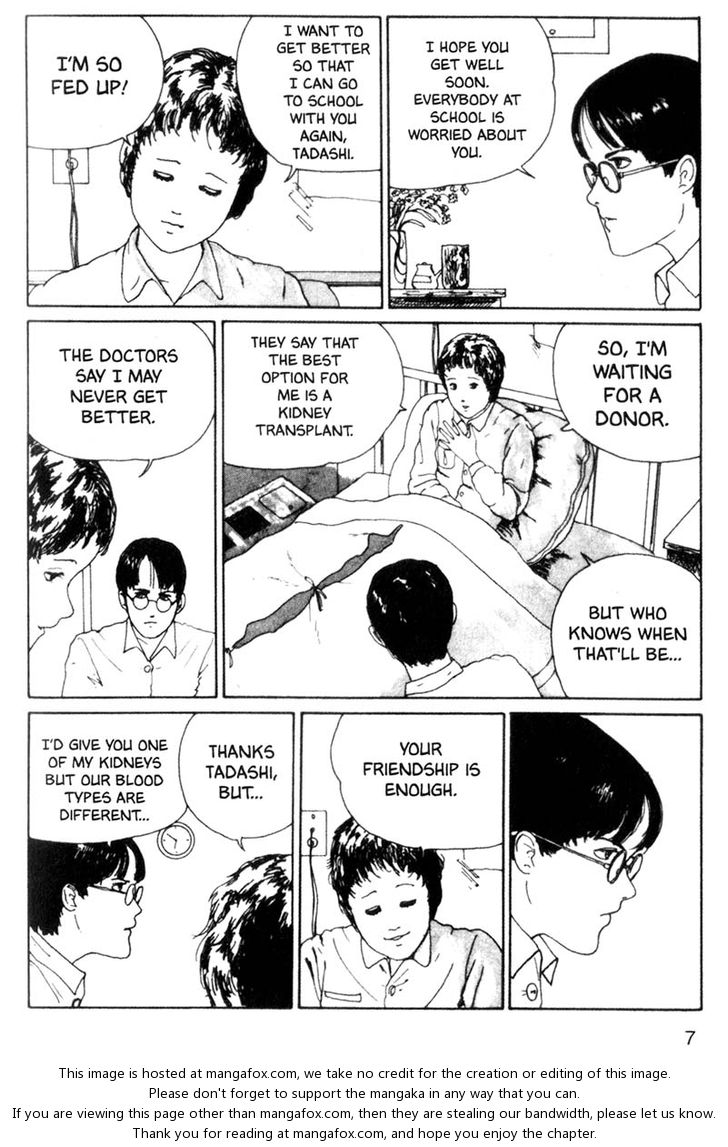 I HOPE YOU
GET WELL
SOON.
EVERYBODY AT
SCHOOL IS
WORRIED ABOUT
YOU.
I WANT TO
GET BETTER
SO THAT
I CAN GO
TO SCHOOL
WITH YOU
AGAIN,
TADASHI.
I'M SO
FED UP!
SO, I'M
WAITING
FOR A
DONOR.
THEY SAY THAT
THE BEST
OPTION FOR
ME IS A
KIDNEY
TRANSPLANT.
BUT WHO
KNOWS WHEN
THAT'LL BE...
THE DOCTORS
SAY I MAY
NEVER GET
BETTER.
YOUR
FRIENDSHIP IS
ENOUGH.
THANKS
TADASHI,
BUT...
I'D GIVE YOU ONE
OF MY KIDNEYS
BUT OUR BLOOD
TYPES ARE
DIFFERENT...
7
This image is hosted at mangafox.com, we take no credit for the creation or editing of this image.
Please don't forget to support the mangaka in any way that you can.
If you are viewing this page other than mangafox.com, then they are stealing our bandwidth, please let us know.
Thank you for reading at mangafox.com, and hope you enjoy the chapter.